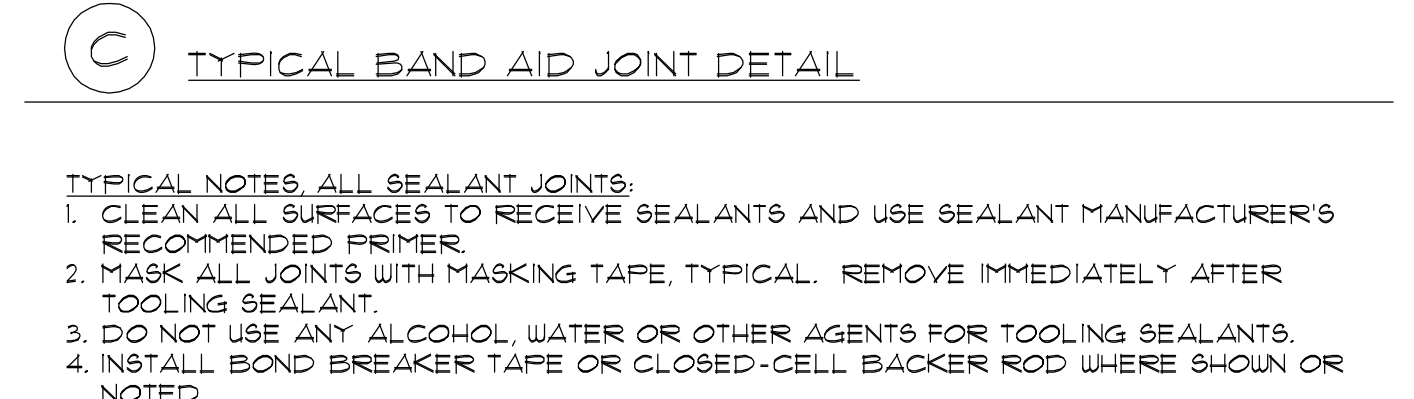 C
TYPICAL BAND AID JOINT DETAIL
TYPICAL NOTES, ALL SEALANT JOINTS:
1. CLEAN ALL SURFACES TO RECEIVE SEALANTS AND USE SEALANT MANUFACTURER'S
RECOMMENDED PRIMER.
2. MASK ALL JOINTS WITH MASKING TAPE, TYPICAL. REMOVE IMMEDIATELY AFTER
TOOLING SEALANT.
3. DO NOT USE ANY ALCOHOL, WATER OR OTHER AGENTS FOR TOOLING SEALANTS.
4. INSTALL BOND BREAKER TAPE OR CLOSED-CELL BACKER ROD WHERE SHOWN OR
NOTED